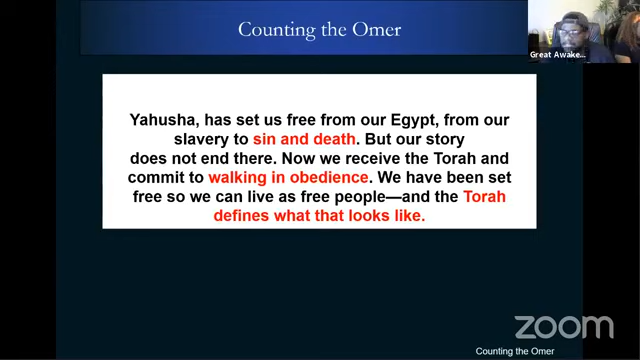 Counting the Omer
Great Awake...
Yahusha, has set us free from our Egypt, from our
slavery to sin and death. But our story
does not end there. Now we receive the Torah and
commit to walking in obedience. We have been set
free so we can live as free people—and the Torah
defines what that looks like.
zoom
Counting the Omer